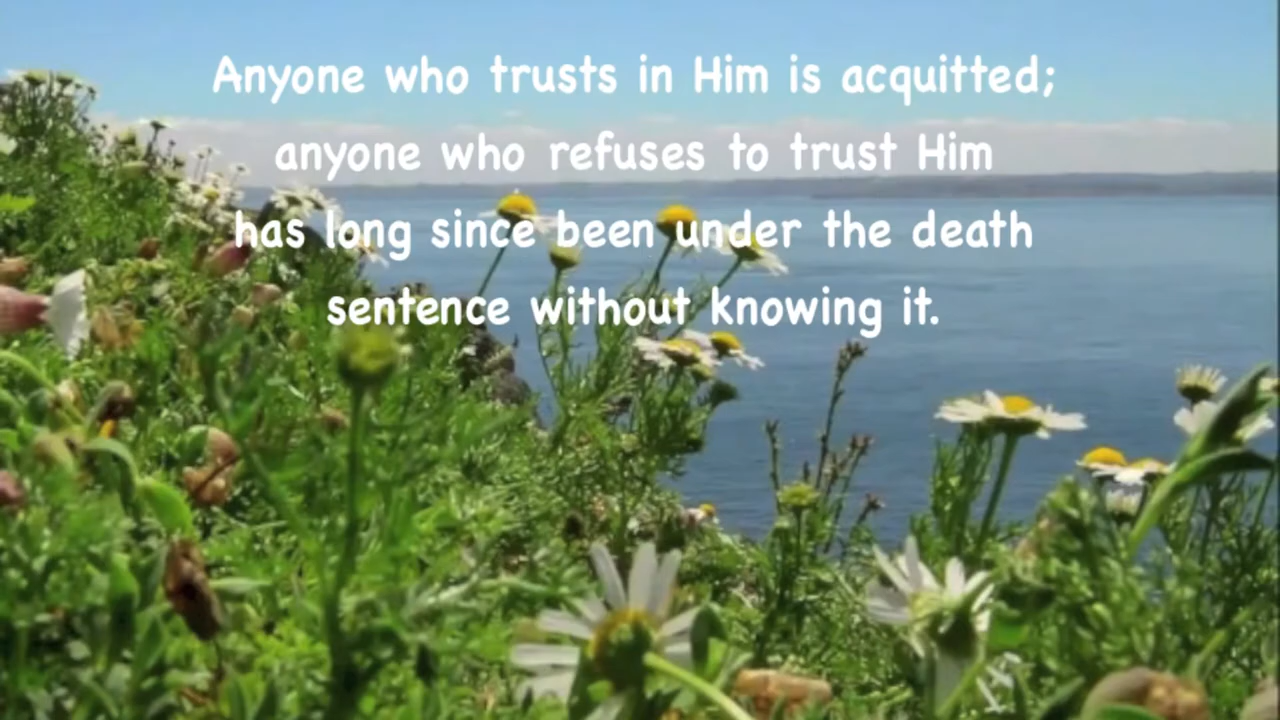 Anyone who trusts in Him is acquitted;
anyone who refuses to trust Him
has long since been under the death
sentence without knowing it.